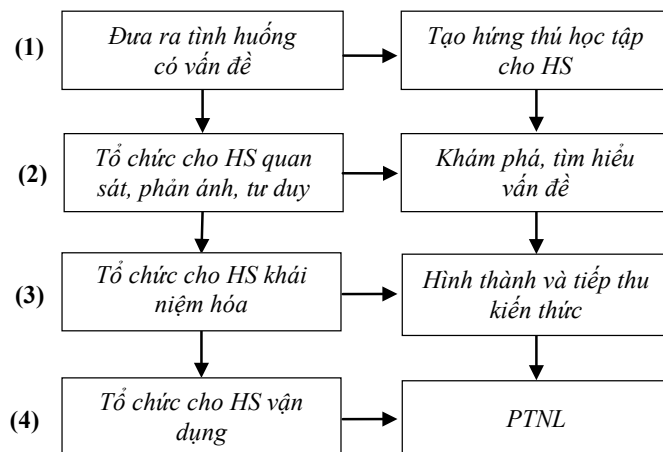 (1)
Đưa ra tình huống
có vấn đề
Tạo hứng thú học tập
cho HS
(2)
Tổ chức cho HS quan
sát, phản ánh, tư duy
Khám phá, tìm hiểu
vấn đề
(3)
Tổ chức cho HS khái
niệm hóa
Hình thành và tiếp thu
kiến thức
(4)
Tổ chức cho HS vận
dụng
PTNL